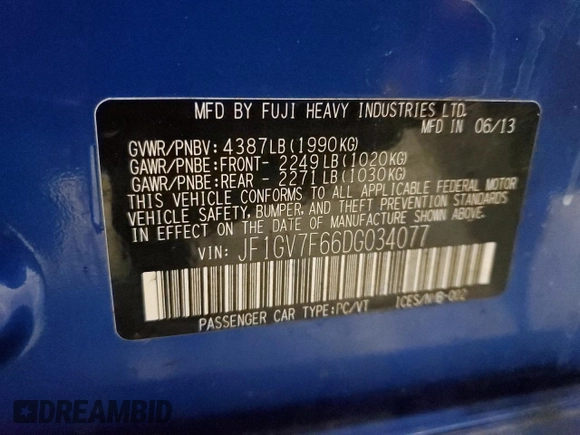 MFD BY FUJI HEAVY INDUSTRIES LTD.
MFD IN 06/13
GVWR/PNBV: 4387LB(1990KG)
GAWR/PNBE:FRONT- 2249LB(1020KG)
GAWR/PNBE:REAR - 2271LB(1030KG)
THIS VEHICLE CONFORMS TO ALL APPLICABLE FEDERAL MOTOR
VEHICLE SAFETY, BUMPER, AND THEFT PREVENTION STANDARDS
IN EFFECT ON THE DATE OF MANUFACTURE SHOWN ABOVE.
VIN: JF1GV7F66DG034077
PASSENGER CAR TYPE:PC/VT ICES/NMB-002
DREAMBID